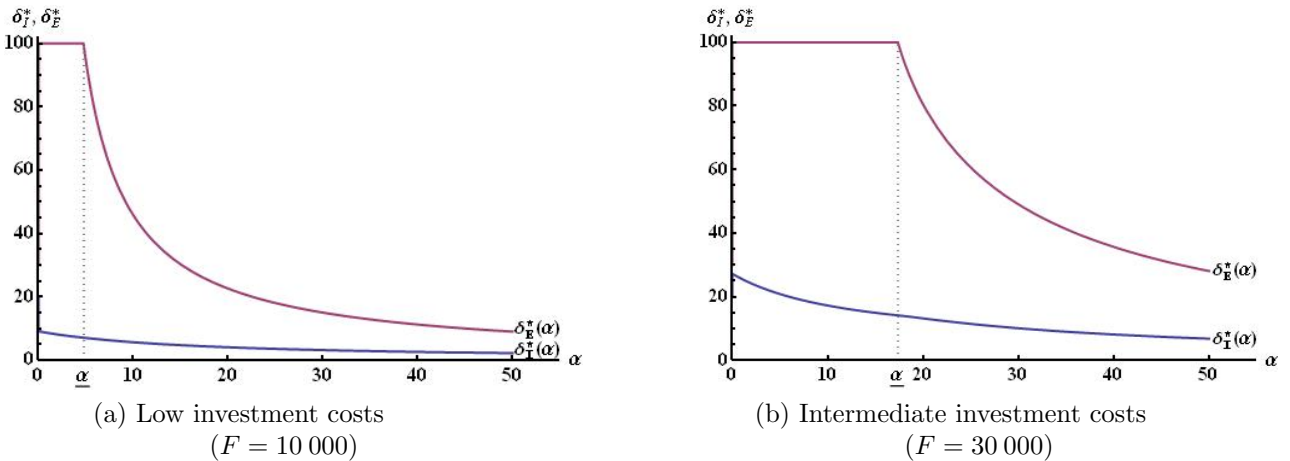 δ*_I, δ*_E
100
80
60
40
20
0
0 α 10 20 30 40 50 α
δ*_E(α)
δ*_I(α)
(a) Low investment costs
(F = 10 000)
δ*_I, δ*_E
100
80
60
40
20
0
0 10 α 20 30 40 50 α
δ*_E(α)
δ*_I(α)
(b) Intermediate investment costs
(F = 30 000)